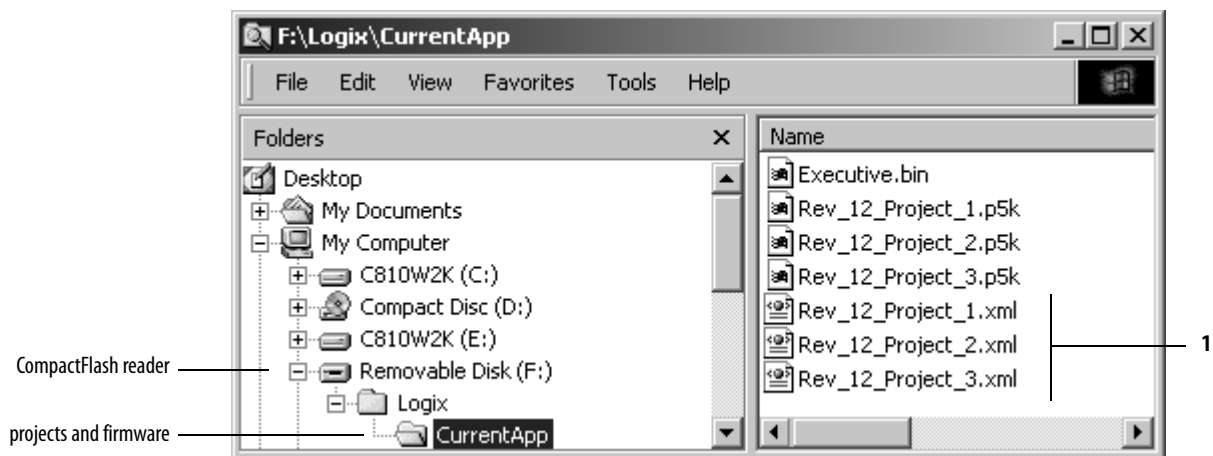 F:\Logix\CurrentApp
File Edit View Favorites Tools Help
Folders
Desktop
My Documents
My Computer
C810W2K (C:)
Compact Disc (D:)
C810W2K (E:)
Removable Disk (F:)
Logix
CurrentApp
Name
Executive.bin
Rev_12_Project_1.p5k
Rev_12_Project_2.p5k
Rev_12_Project_3.p5k
Rev_12_Project_1.xml
Rev_12_Project_2.xml
Rev_12_Project_3.xml
CompactFlash reader
projects and firmware
1